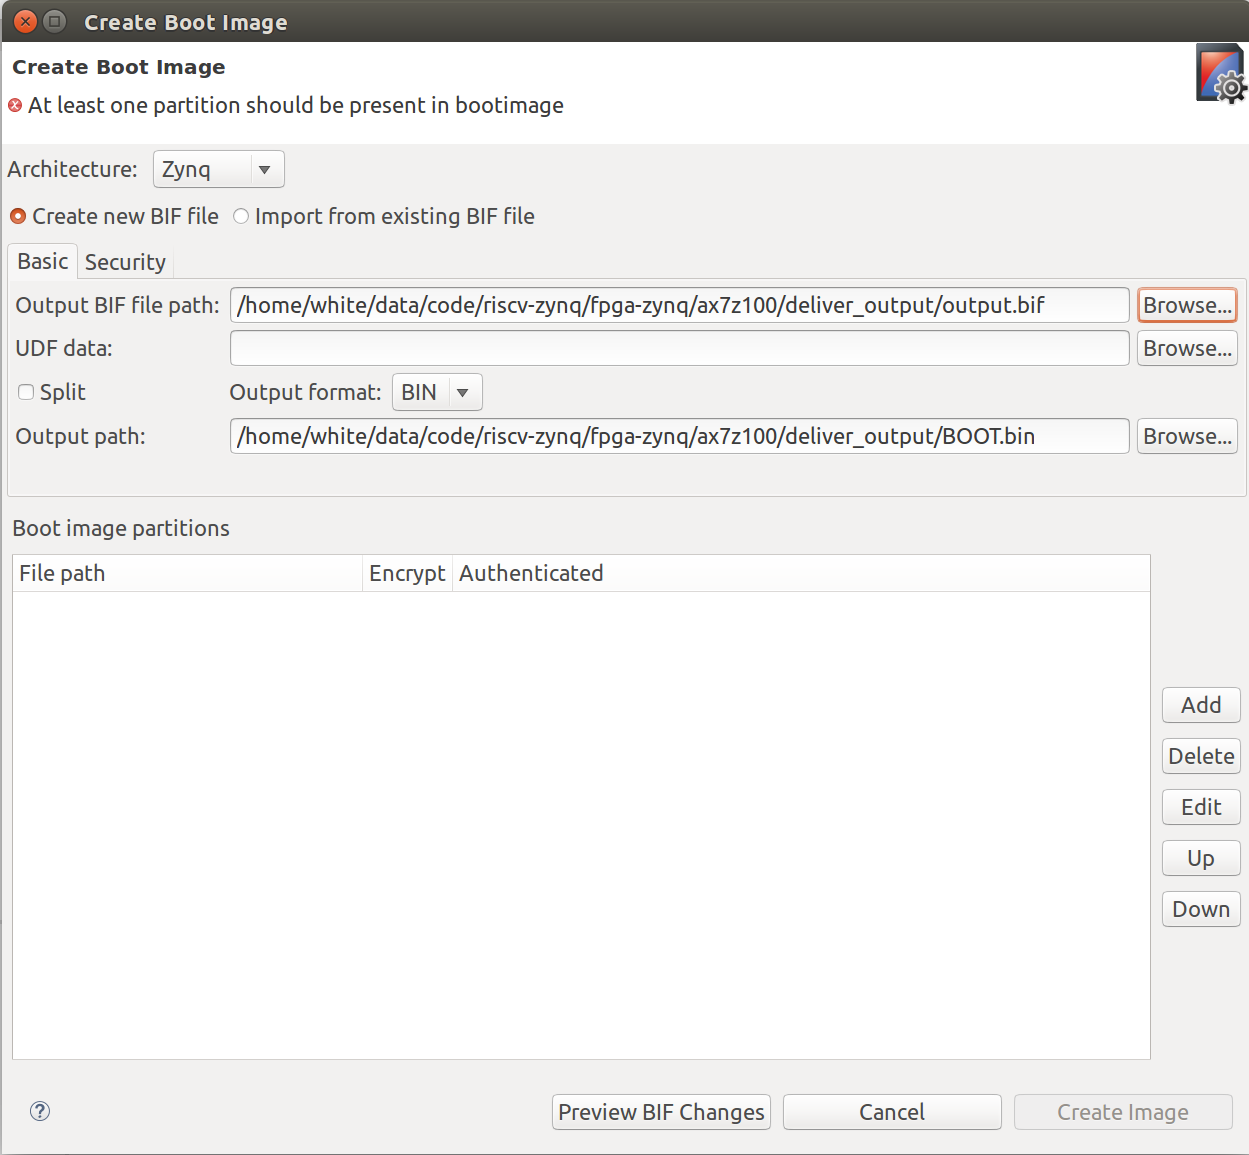 Create Boot Image
Create Boot Image
At least one partition should be present in bootimage
Architecture: Zynq
Create new BIF file Import from existing BIF file
Basic Security
Output BIF file path: /home/white/data/code/riscv-zynq/fpga-zynq/ax7z100/deliver_output/output.bif Browse...
UDF data: Browse...
Split Output format: BIN
Output path: /home/white/data/code/riscv-zynq/fpga-zynq/ax7z100/deliver_output/BOOT.bin Browse...
Boot image partitions
File path Encrypt Authenticated
Add
Delete
Edit
Up
Down
? Preview BIF Changes Cancel Create Image